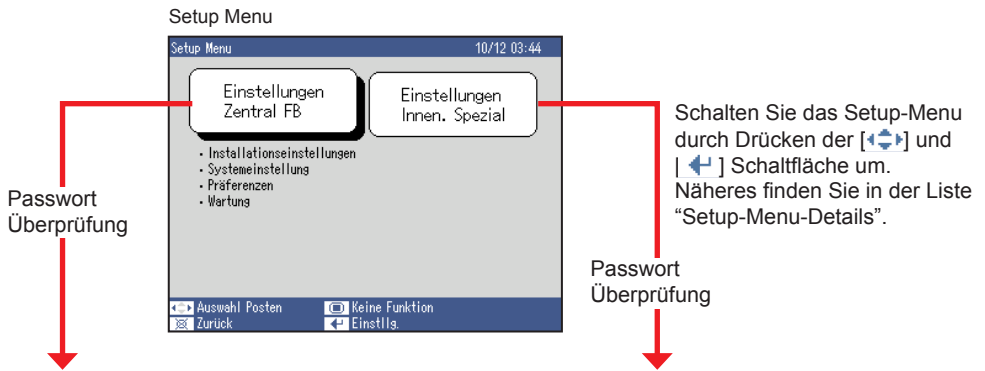 Setup Menu
Setup Menu 10/12 03:44
Einstellungen
Zentral FB
Einstellungen
Innen. Spezial
• Installationseinstellungen
• Systemeinstellung
• Präferenzen
• Wartung
Auswahl Posten Keine Funktion
Zurück Einstllg.
Passwort
Überprüfung
Schalten Sie das Setup-Menu
durch Drücken der [ ] und
| ] Schaltfläche um.
Näheres finden Sie in der Liste
“Setup-Menu-Details”.
Passwort
Überprüfung